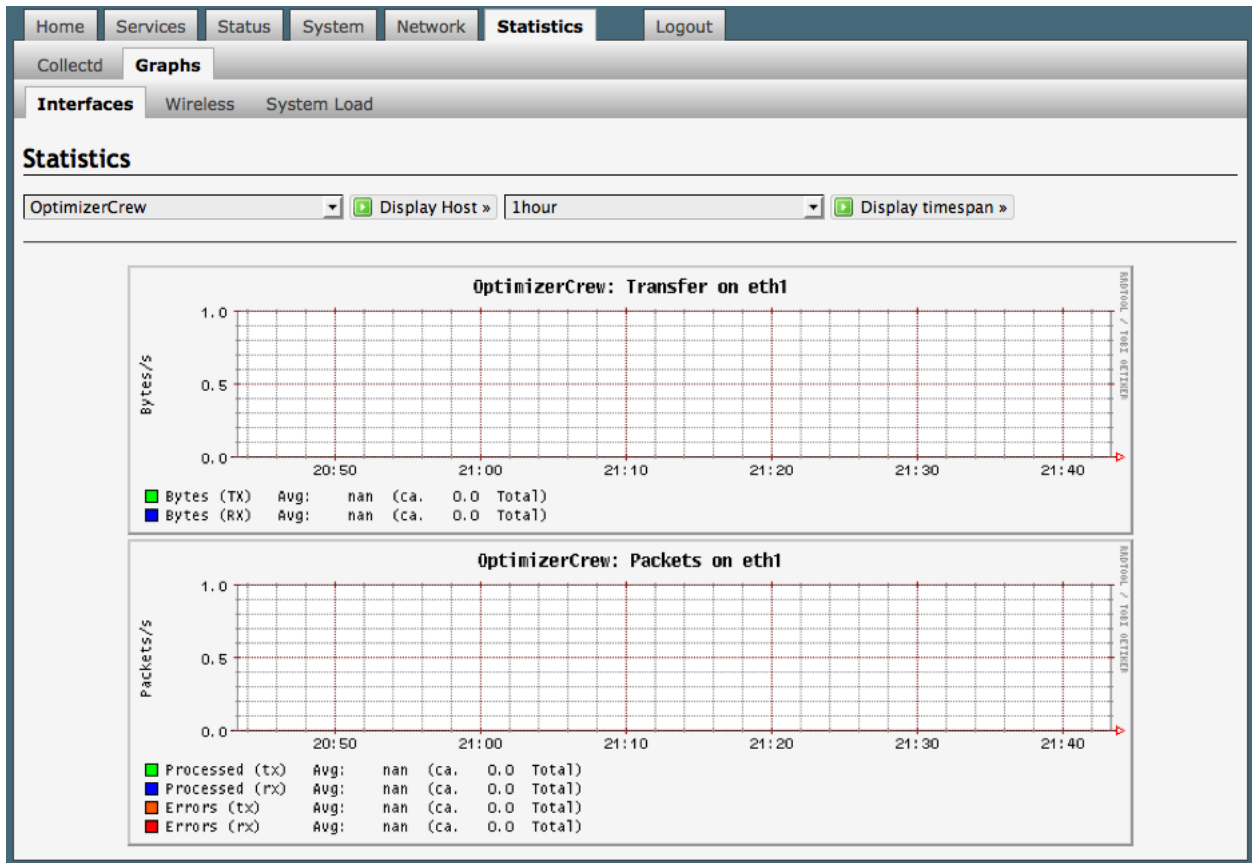 Home Services Status System Network Statistics Logout
Collectd Graphs
Interfaces Wireless System Load
Statistics
OptimizerCrew Display Host » 1hour Display timespan »
OptimizerCrew: Transfer on eth1
RRDTOOL / TOBI OETIKER
Bytes/s
1.0
0.5
0.0
20:50 21:00 21:10 21:20 21:30 21:40
Bytes (TX) Avg: nan (ca. 0.0 Total)
Bytes (RX) Avg: nan (ca. 0.0 Total)
OptimizerCrew: Packets on eth1
RRDTOOL / TOBI OETIKER
Packets/s
1.0
0.5
0.0
20:50 21:00 21:10 21:20 21:30 21:40
Processed (tx) Avg: nan (ca. 0.0 Total)
Processed (rx) Avg: nan (ca. 0.0 Total)
Errors (tx) Avg: nan (ca. 0.0 Total)
Errors (rx) Avg: nan (ca. 0.0 Total)